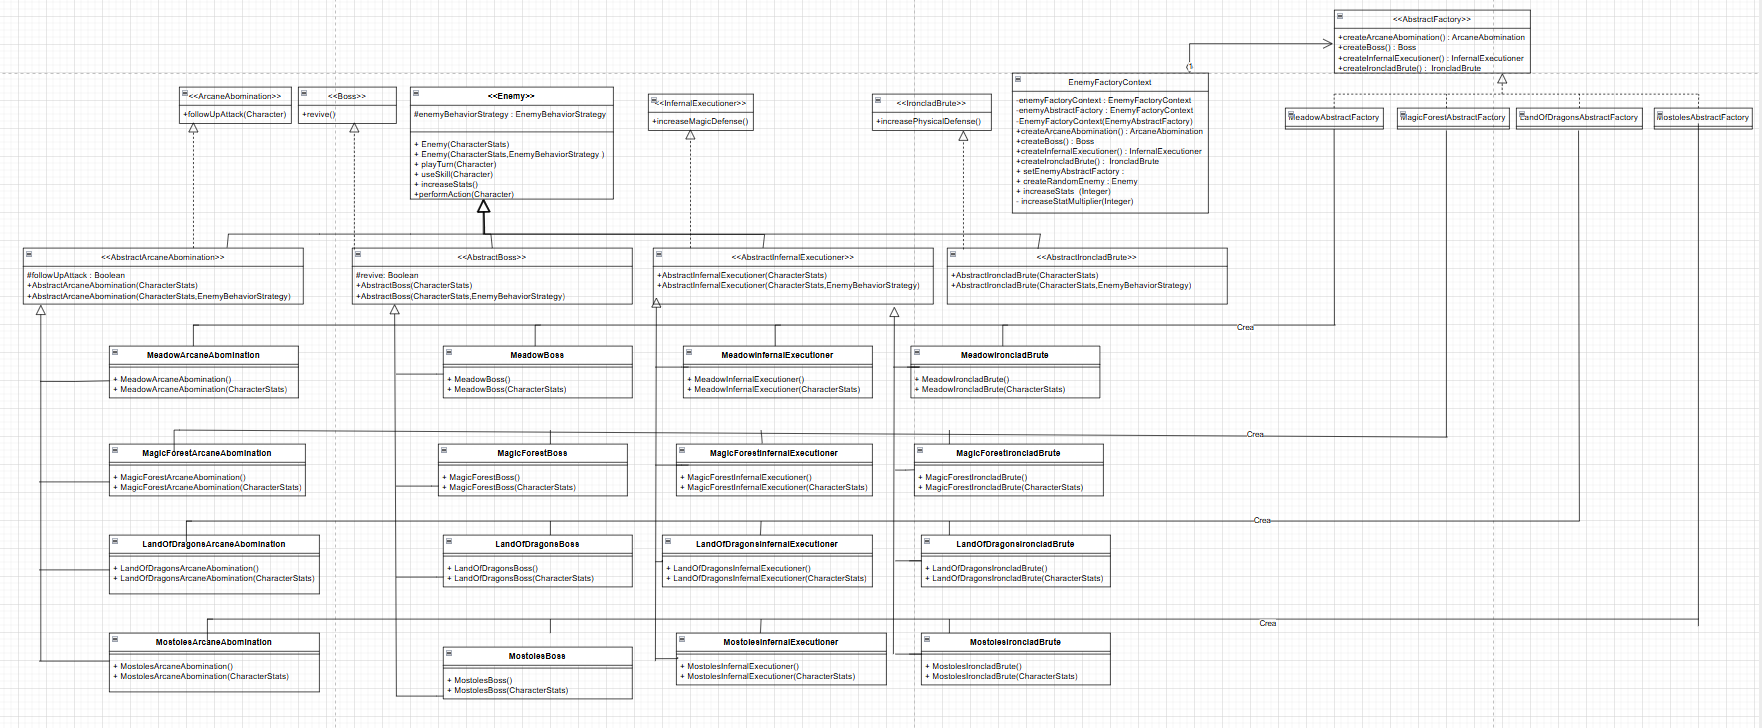 <<AbstractFactory>>
+createArcaneAbomination() : ArcaneAbomination
+createBoss() : Boss
+createInfernalExecutioner() : InfernalExecutioner
+createIroncladBrute() : IroncladBrute
<<ArcaneAbomination>>
+followUpAttack(Character)
<<Boss>>
+revive()
<<Enemy>>
#enemyBehaviorStrategy : EnemyBehaviorStrategy
+ Enemy(CharacterStats)
+ Enemy(CharacterStats,EnemyBehaviorStrategy )
+ playTurn(Character)
+ useSkill(Character)
+ increaseStats()
+performAction(Character)
<<InfernalExecutioner>>
+increaseMagicDefense()
<<IroncladBrute>>
+increasePhysicalDefense()
EnemyFactoryContext
-enemyFactoryContext : EnemyFactoryContext
-enemyAbstractFactory : EnemyFactoryContext
-EnemyFactoryContext(EnemyAbstractFactory)
+createArcaneAbomination() : ArcaneAbomination
+createBoss() : Boss
+createInfernalExecutioner() : InfernalExecutioner
+createIroncladBrute() : IroncladBrute
+ setEnemyAbstractFactory :
+ createRandomEnemy : Enemy
+ increaseStats (Integer)
- increaseStatMultiplier(Integer)
MeadowAbstractFactory
MagicForestAbstractFactory
LandOfDragonsAbstractFactory
MostolesAbstractFactory
<<AbstractArcaneAbomination>>
#followUpAttack : Boolean
+AbstractArcaneAbomination(CharacterStats)
+AbstractArcaneAbomination(CharacterStats,EnemyBehaviorStrategy)
<<AbstractBoss>>
#revive: Boolean
+AbstractBoss(CharacterStats)
+AbstractBoss(CharacterStats,EnemyBehaviorStrategy)
<<AbstractInfernalExecutioner>>
+AbstractInfernalExecutioner(CharacterStats)
+AbstractInfernalExecutioner(CharacterStats,EnemyBehaviorStrategy)
<<AbstractIroncladBrute>>
+AbstractIroncladBrute(CharacterStats)
+AbstractIroncladBrute(CharacterStats,EnemyBehaviorStrategy)
Crea
MeadowArcaneAbomination
+ MeadowArcaneAbomination()
+ MeadowArcaneAbomination(CharacterStats)
MeadowBoss
+ MeadowBoss()
+ MeadowBoss(CharacterStats)
MeadowInfernalExecutioner
+ MeadowInfernalExecutioner()
+ MeadowInfernalExecutioner(CharacterStats)
MeadowIroncladBrute
+ MeadowIroncladBrute()
+ MeadowIroncladBrute(CharacterStats)
Crea
MagicForestArcaneAbomination
+ MagicForestArcaneAbomination()
+ MagicForestArcaneAbomination(CharacterStats)
MagicForestBoss
+ MagicForestBoss()
+ MagicForestBoss(CharacterStats)
MagicForestInfernalExecutioner
+ MagicForestInfernalExecutioner()
+ MagicForestInfernalExecutioner(CharacterStats)
MagicForestIroncladBrute
+ MagicForestIroncladBrute()
+ MagicForestIroncladBrute(CharacterStats)
Crea
LandOfDragonsArcaneAbomination
+ LandOfDragonsArcaneAbomination()
+ LandOfDragonsArcaneAbomination(CharacterStats)
LandOfDragonsBoss
+ LandOfDragonsBoss()
+ LandOfDragonsBoss(CharacterStats)
LandOfDragonsInfernalExecutioner
+ LandOfDragonsInfernalExecutioner()
+ LandOfDragonsInfernalExecutioner(CharacterStats)
LandOfDragonsIroncladBrute
+ LandOfDragonsIroncladBrute()
+ LandOfDragonsIroncladBrute(CharacterStats)
Crea
MostolesArcaneAbomination
+ MostolesArcaneAbomination()
+ MostolesArcaneAbomination(CharacterStats)
MostolesBoss
+ MostolesBoss()
+ MostolesBoss(CharacterStats)
MostolesInfernalExecutioner
+ MostolesInfernalExecutioner()
+ MostolesInfernalExecutioner(CharacterStats)
MostolesIroncladBrute
+ MostolesIroncladBrute()
+ MostolesIroncladBrute(CharacterStats)